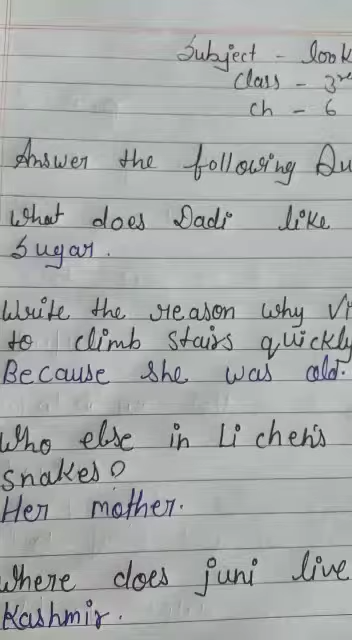 Subject - look
Class - 3
ch - 6
Answer the following Qu
What does Dadi like
Sugar.
Write the reason why
to climb stairs quickly
Because she was old.
Who else in Li chen's
snakes?
Her mother.
Where does juni live
Kashmir.